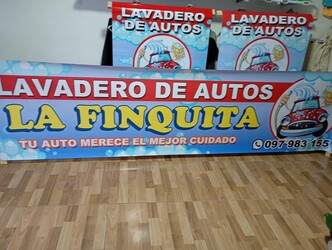 LAVADERO
DE AUTOS
LAVADERO
DE AUTOS
LAVADERO DE AUTOS
LA FINQUITA
TU AUTO MERECE EL MEJOR CUIDADO
097 983 155